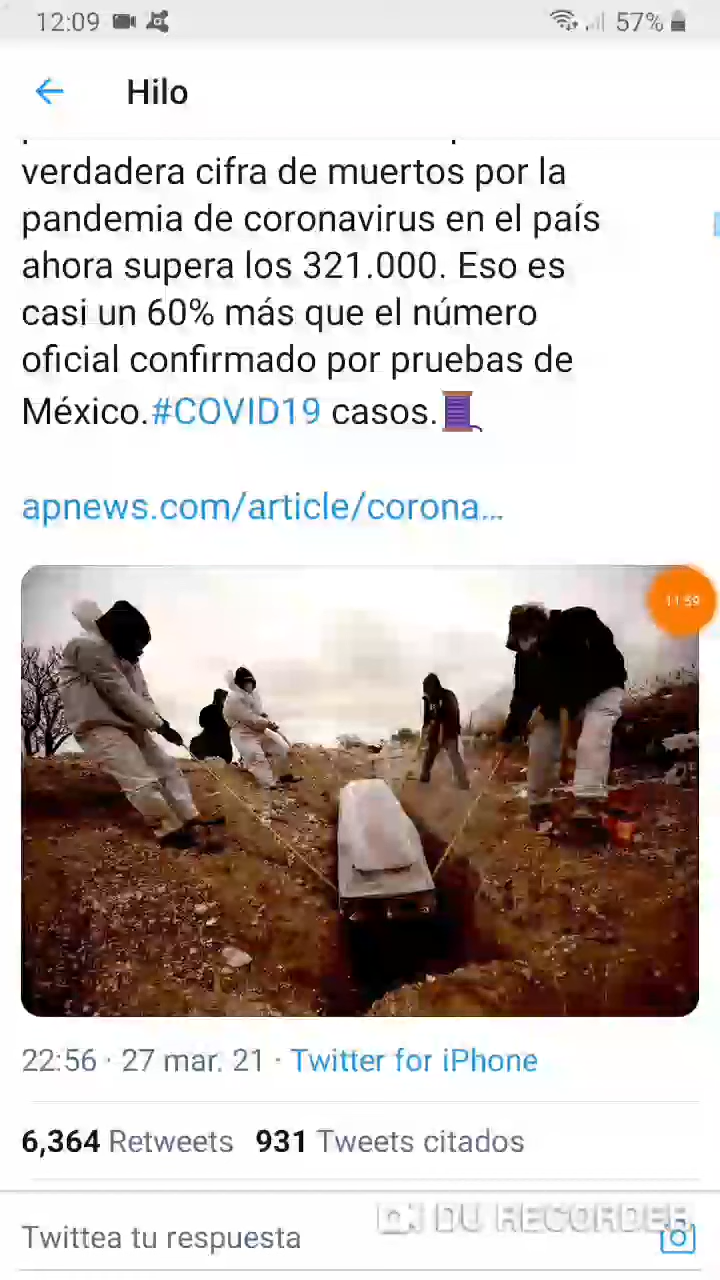 12:09 57%
Hilo
verdadera cifra de muertos por la
pandemia de coronavirus en el país
ahora supera los 321.000. Eso es
casi un 60% más que el número
oficial confirmado por pruebas de
México.#COVID19 casos.🧵
apnews.com/article/corona...
11:59
22:56 · 27 mar. 21 · Twitter for iPhone
6,364 Retweets 931 Tweets citados
DU RECORDER
Twittea tu respuesta